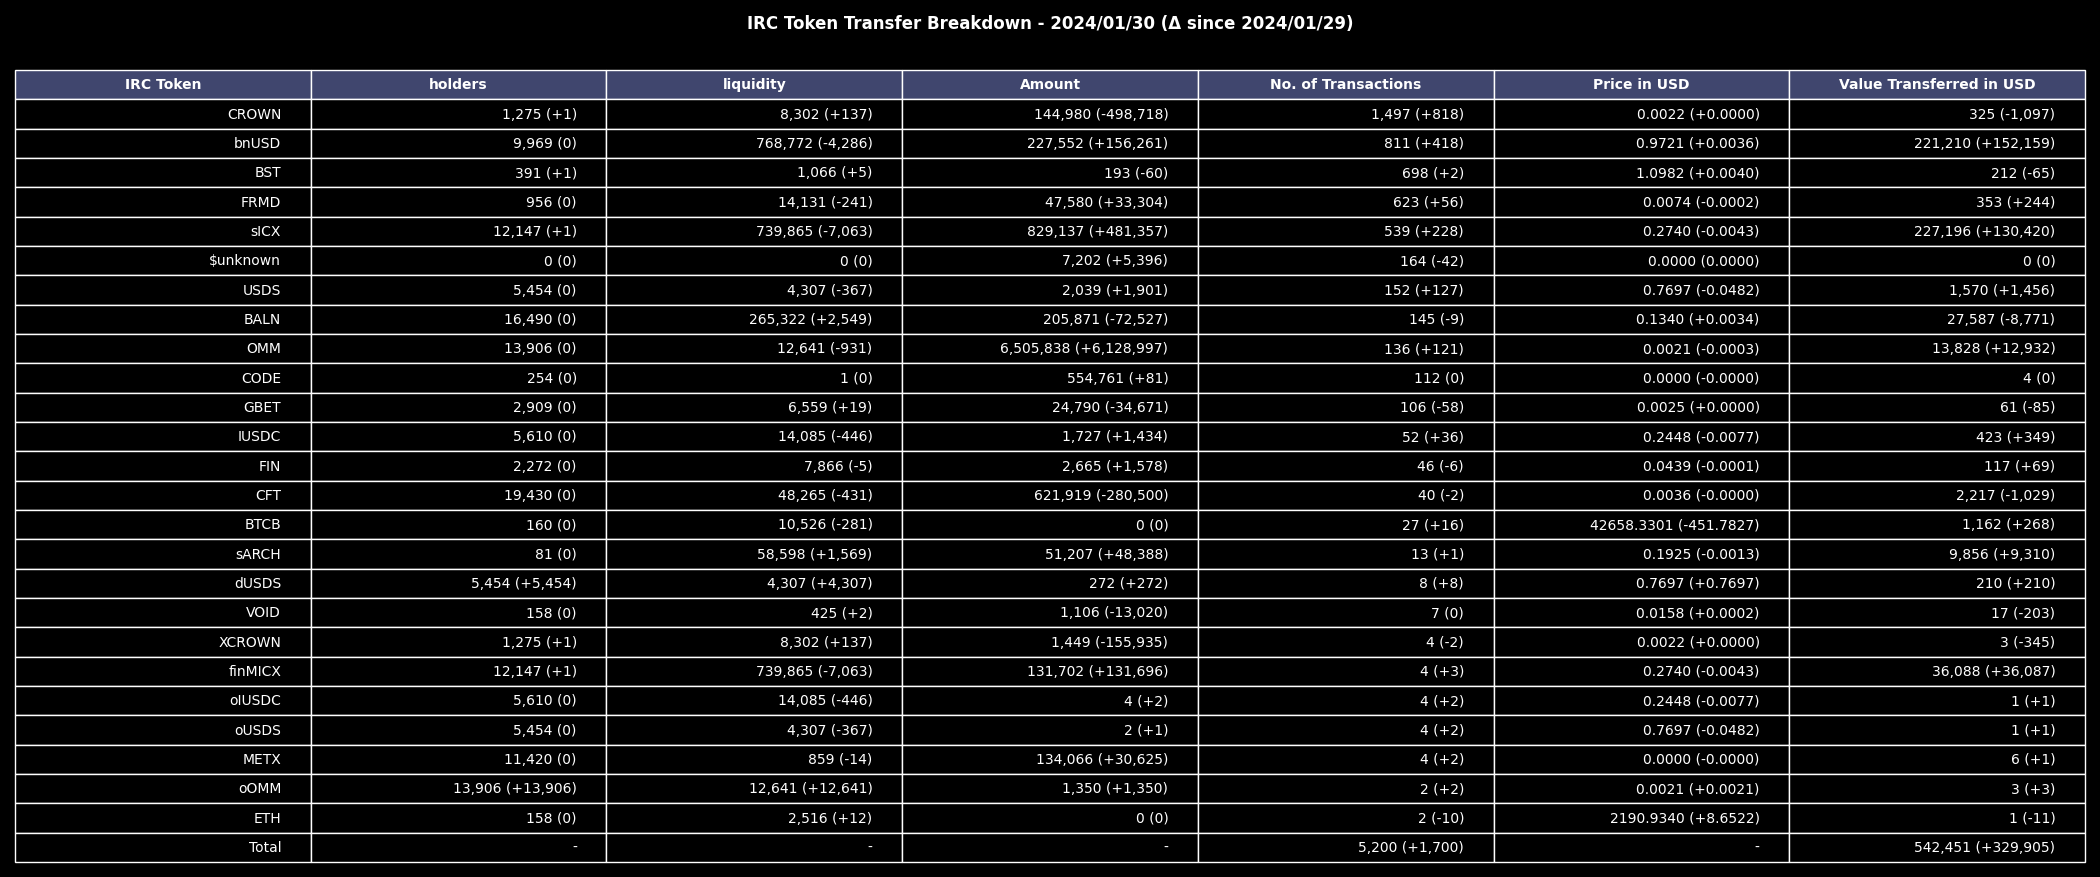 IRC Token Transfer Breakdown - 2024/01/30 (Δ since 2024/01/29)
IRC Token holders liquidity Amount No. of Transactions Price in USD Value Transferred in USD
CROWN 1,275 (+1) 8,302 (+137) 144,980 (-498,718) 1,497 (+818) 0.0022 (+0.0000) 325 (-1,097)
bnUSD 9,969 (0) 768,772 (-4,286) 227,552 (+156,261) 811 (+418) 0.9721 (+0.0036) 221,210 (+152,159)
BST 391 (+1) 1,066 (+5) 193 (-60) 698 (+2) 1.0982 (+0.0040) 212 (-65)
FRMD 956 (0) 14,131 (-241) 47,580 (+33,304) 623 (+56) 0.0074 (-0.0002) 353 (+244)
sICX 12,147 (+1) 739,865 (-7,063) 829,137 (+481,357) 539 (+228) 0.2740 (-0.0043) 227,196 (+130,420)
$unknown 0 (0) 0 (0) 7,202 (+5,396) 164 (-42) 0.0000 (0.0000) 0 (0)
USDS 5,454 (0) 4,307 (-367) 2,039 (+1,901) 152 (+127) 0.7697 (-0.0482) 1,570 (+1,456)
BALN 16,490 (0) 265,322 (+2,549) 205,871 (-72,527) 145 (-9) 0.1340 (+0.0034) 27,587 (-8,771)
OMM 13,906 (0) 12,641 (-931) 6,505,838 (+6,128,997) 136 (+121) 0.0021 (-0.0003) 13,828 (+12,932)
CODE 254 (0) 1 (0) 554,761 (+81) 112 (0) 0.0000 (-0.0000) 4 (0)
GBET 2,909 (0) 6,559 (+19) 24,790 (-34,671) 106 (-58) 0.0025 (+0.0000) 61 (-85)
IUSDC 5,610 (0) 14,085 (-446) 1,727 (+1,434) 52 (+36) 0.2448 (-0.0077) 423 (+349)
FIN 2,272 (0) 7,866 (-5) 2,665 (+1,578) 46 (-6) 0.0439 (-0.0001) 117 (+69)
CFT 19,430 (0) 48,265 (-431) 621,919 (-280,500) 40 (-2) 0.0036 (-0.0000) 2,217 (-1,029)
BTCB 160 (0) 10,526 (-281) 0 (0) 27 (+16) 42658.3301 (-451.7827) 1,162 (+268)
sARCH 81 (0) 58,598 (+1,569) 51,207 (+48,388) 13 (+1) 0.1925 (-0.0013) 9,856 (+9,310)
dUSDS 5,454 (+5,454) 4,307 (+4,307) 272 (+272) 8 (+8) 0.7697 (+0.7697) 210 (+210)
VOID 158 (0) 425 (+2) 1,106 (-13,020) 7 (0) 0.0158 (+0.0002) 17 (-203)
XCROWN 1,275 (+1) 8,302 (+137) 1,449 (-155,935) 4 (-2) 0.0022 (+0.0000) 3 (-345)
finMICX 12,147 (+1) 739,865 (-7,063) 131,702 (+131,696) 4 (+3) 0.2740 (-0.0043) 36,088 (+36,087)
oIUSDC 5,610 (0) 14,085 (-446) 4 (+2) 4 (+2) 0.2448 (-0.0077) 1 (+1)
oUSDS 5,454 (0) 4,307 (-367) 2 (+1) 4 (+2) 0.7697 (-0.0482) 1 (+1)
METX 11,420 (0) 859 (-14) 134,066 (+30,625) 4 (+2) 0.0000 (-0.0000) 6 (+1)
oOMM 13,906 (+13,906) 12,641 (+12,641) 1,350 (+1,350) 2 (+2) 0.0021 (+0.0021) 3 (+3)
ETH 158 (0) 2,516 (+12) 0 (0) 2 (-10) 2190.9340 (+8.6522) 1 (-11)
Total - - - 5,200 (+1,700) - 542,451 (+329,905)